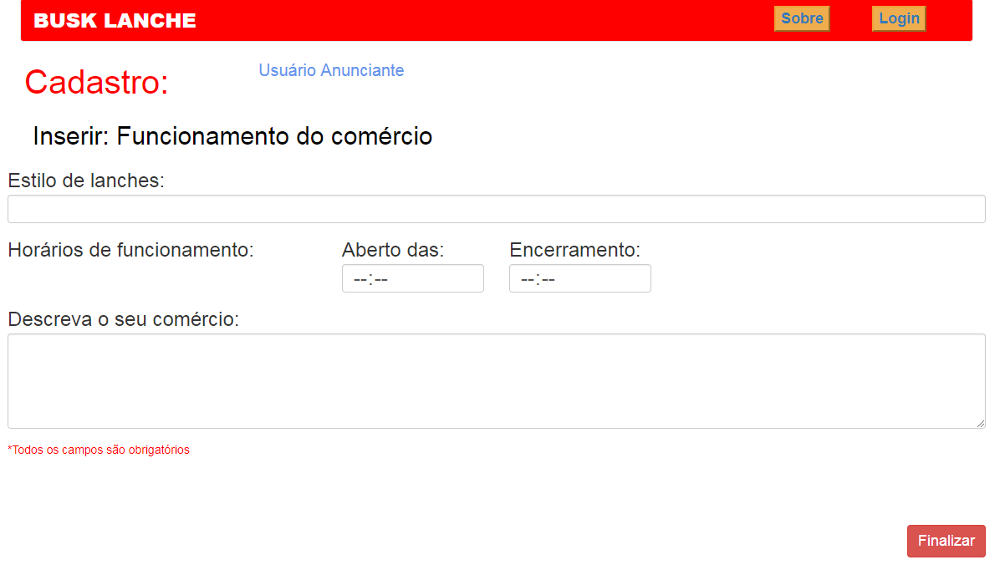 BUSK LANCHE Sobre Login
Cadastro: Usuário Anunciante
Inserir: Funcionamento do comércio
Estilo de lanches:
Horários de funcionamento: Aberto das: Encerramento:
--:-- --:--
Descreva o seu comércio:
*Todos os campos são obrigatórios
Finalizar